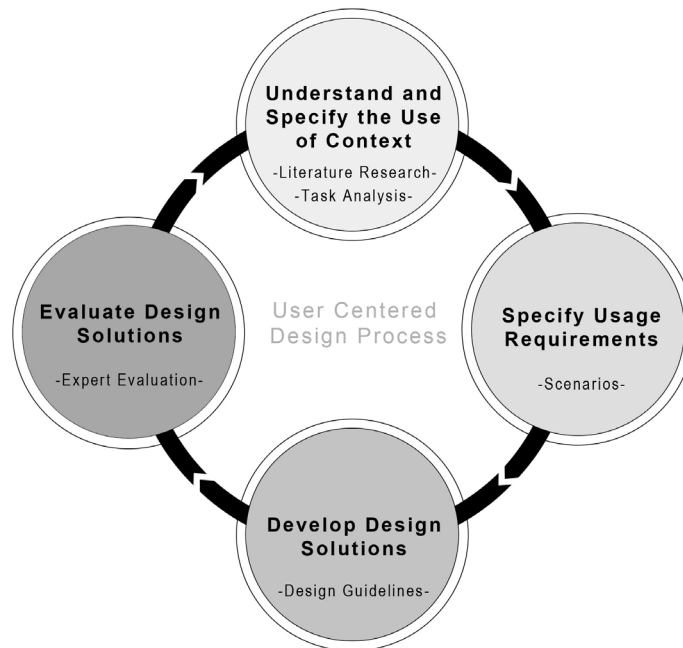 Understand and
Specify the Use
of Context
-Literature Research-
-Task Analysis-
Evaluate Design
Solutions
-Expert Evaluation-
User Centered
Design Process
Specify Usage
Requirements
-Scenarios-
Develop Design
Solutions
-Design Guidelines-